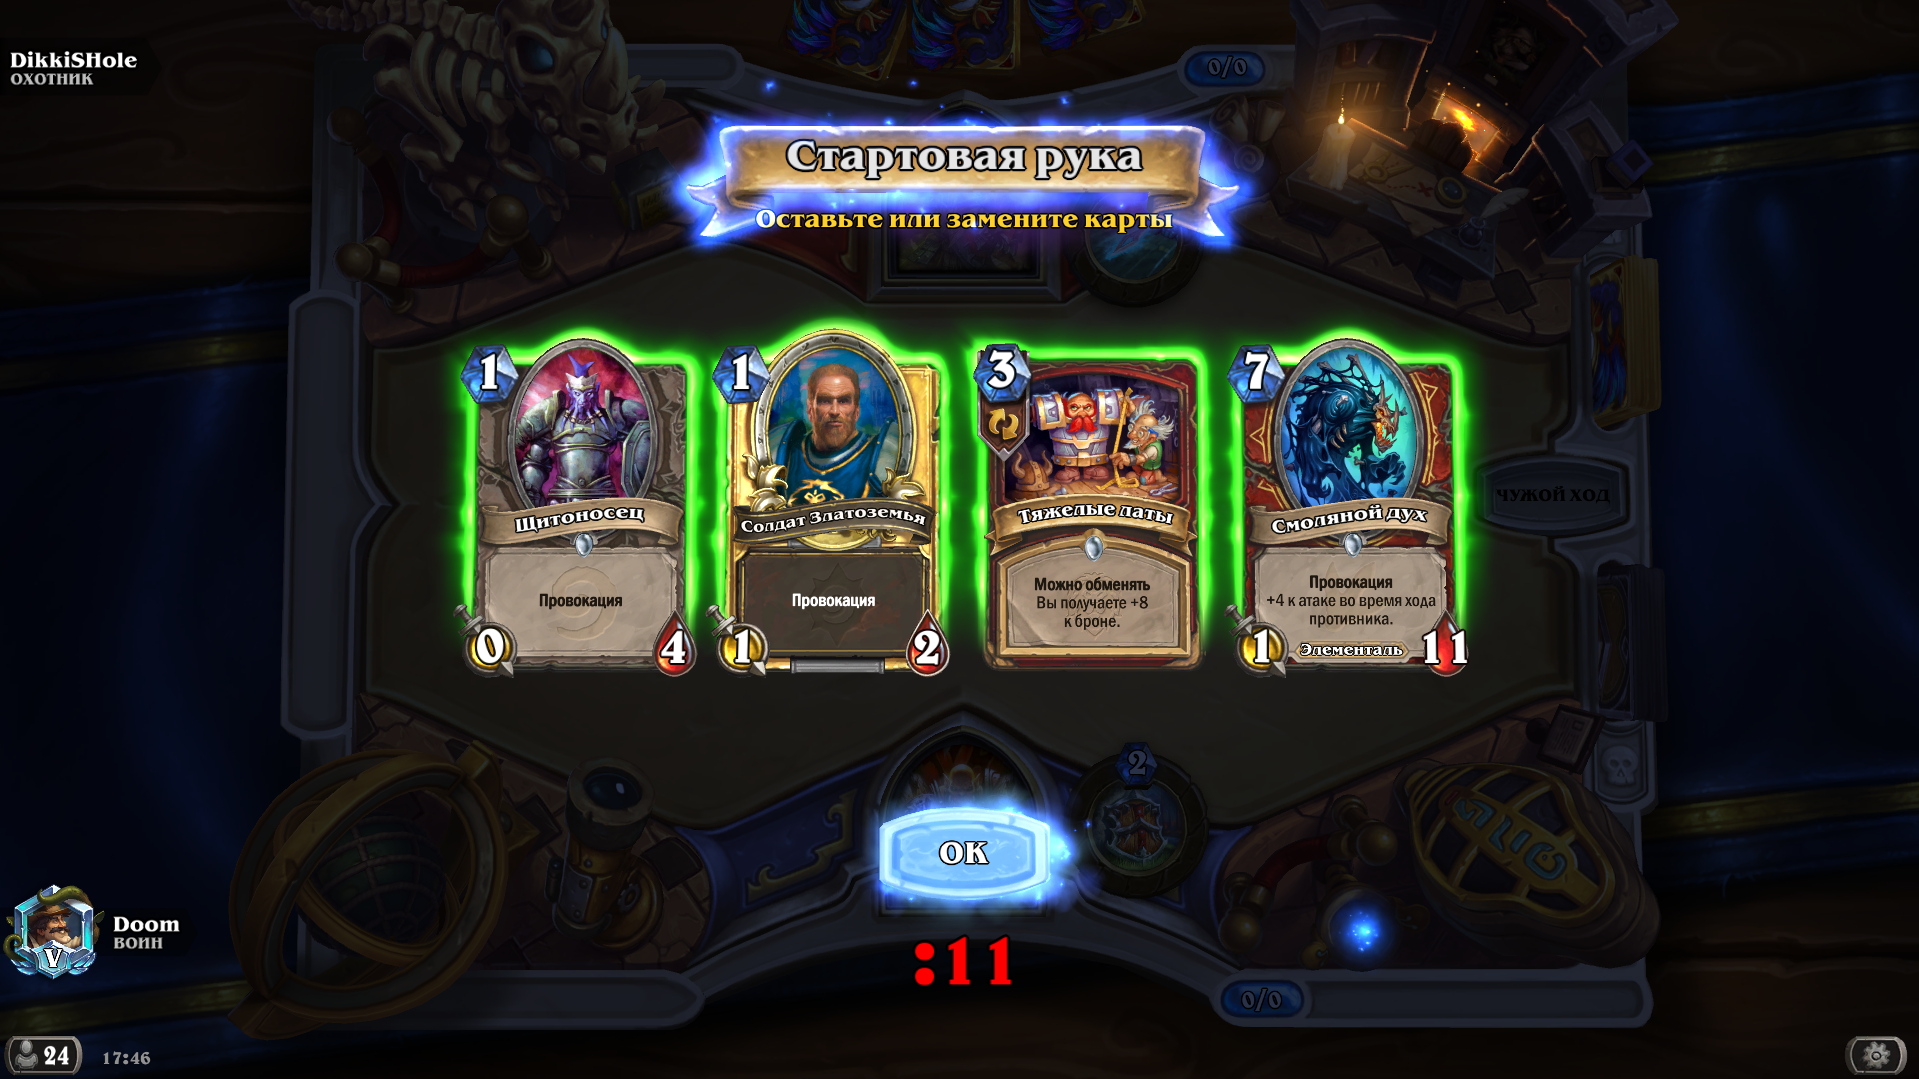 DikkiSHole
ОХОТНИК
0/0
Стартовая рука
Оставьте или замените карты
1
Щитоносец
Провокация
0
4
1
Солдат Златоземья
Провокация
1
2
3
Тяжелые латы
Можно обменять
Вы получаете +8
к броне.
7
Смоляной дух
Провокация
+4 к атаке во время хода
противника.
Элементаль
1
11
ЧУЖОЙ ХОД
2
ОК
:11
V
Doom
ВОИН
0/0
24
17:46